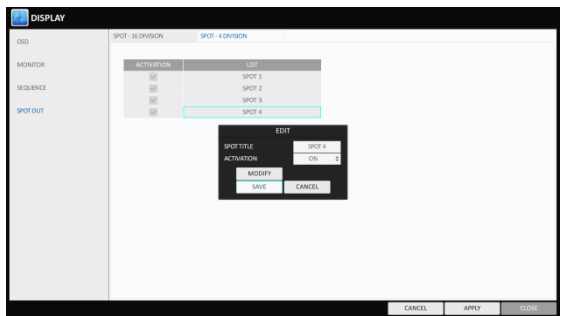 DISPLAY
OSD
MONITOR
SEQUENCE
SPOT OUT
SPOT - 16 DIVISION SPOT - 4 DIVISION
ACTIVATION LIST
SPOT 1
SPOT 2
SPOT 3
SPOT 4
EDIT
SPOT TITLE SPOT 4
ACTIVATION ON
MODIFY
SAVE CANCEL
CANCEL APPLY CLOSE